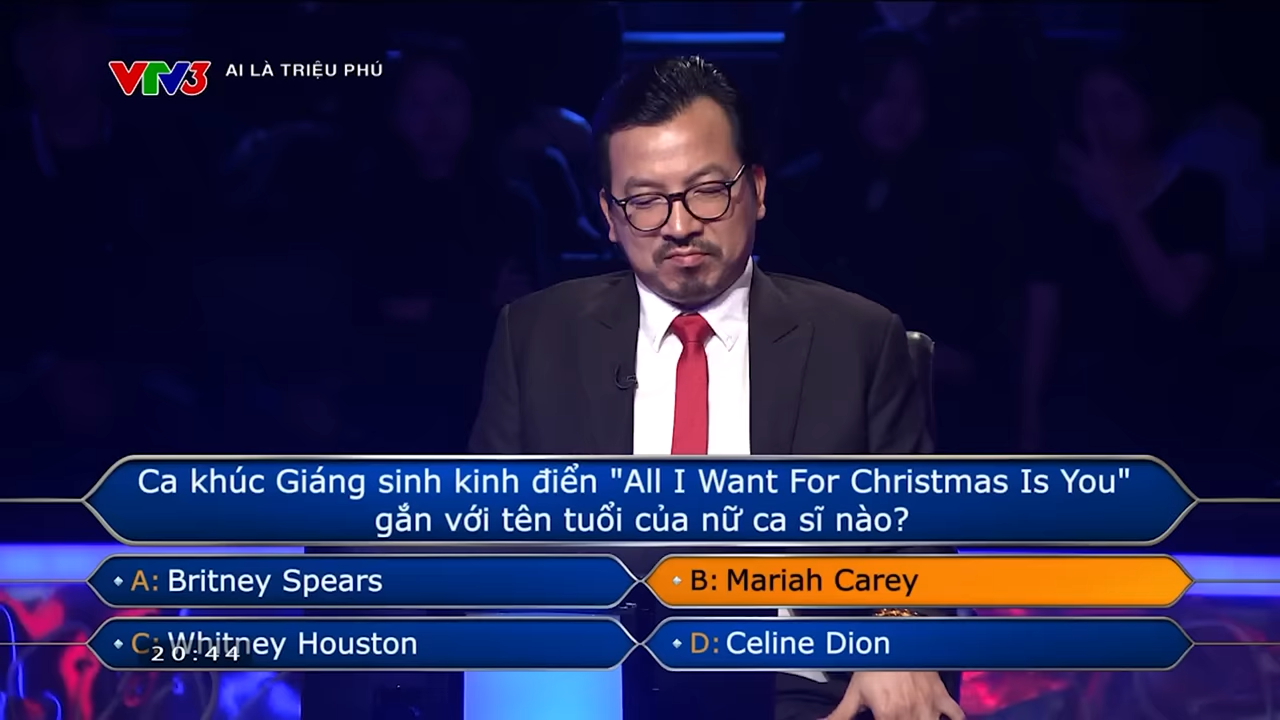 VTV3 AI LÀ TRIỆU PHÚ
Ca khúc Giáng sinh kinh điển "All I Want For Christmas Is You"
gắn với tên tuổi của nữ ca sĩ nào?
A: Britney Spears
B: Mariah Carey
C: Whitney Houston
D: Celine Dion
20:44